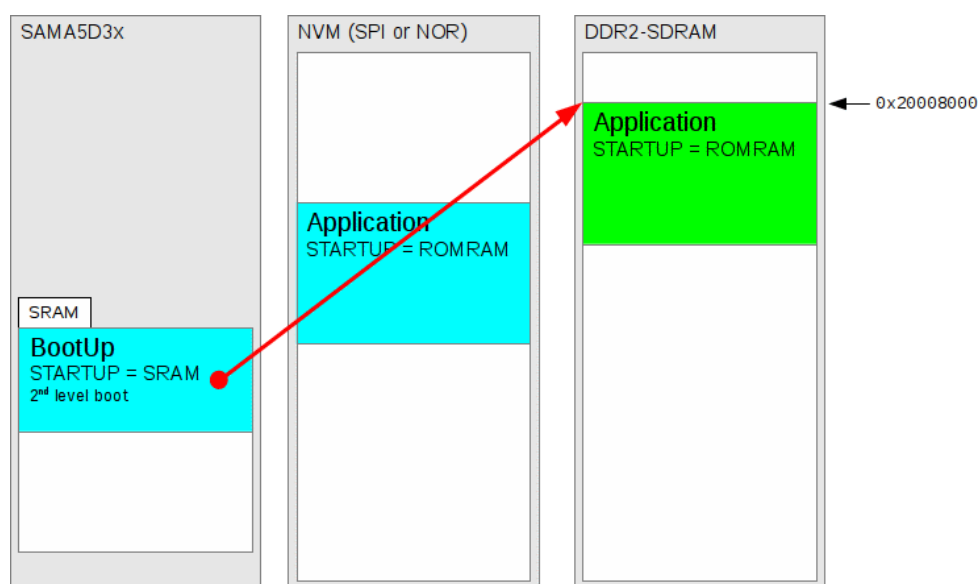 SAMA5D3x
SRAM
BootUp
STARTUP = SRAM
2nd level boot
NVM (SPI or NOR)
Application
STARTUP = ROMRAM
DDR2-SDRAM
Application
STARTUP = ROMRAM
0x20008000